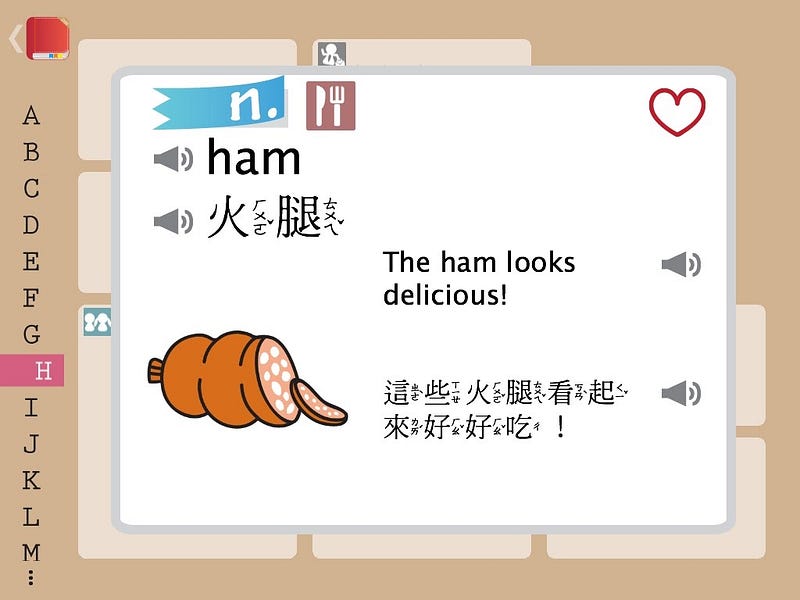 A
B
C
D
E
F
G
H
I
J
K
L
M
n.
ham
火ㄏㄨㄛˇ腿ㄊㄨㄟˇ
The ham looks
delicious!
這ㄓㄜˋ些ㄒㄧㄝ火ㄏㄨㄛˇ腿ㄊㄨㄟˇ看ㄎㄢˋ起ㄑㄧˇ
來ㄌㄞˊ好ㄏㄠˇ好ㄏㄠˇ吃ㄔ！